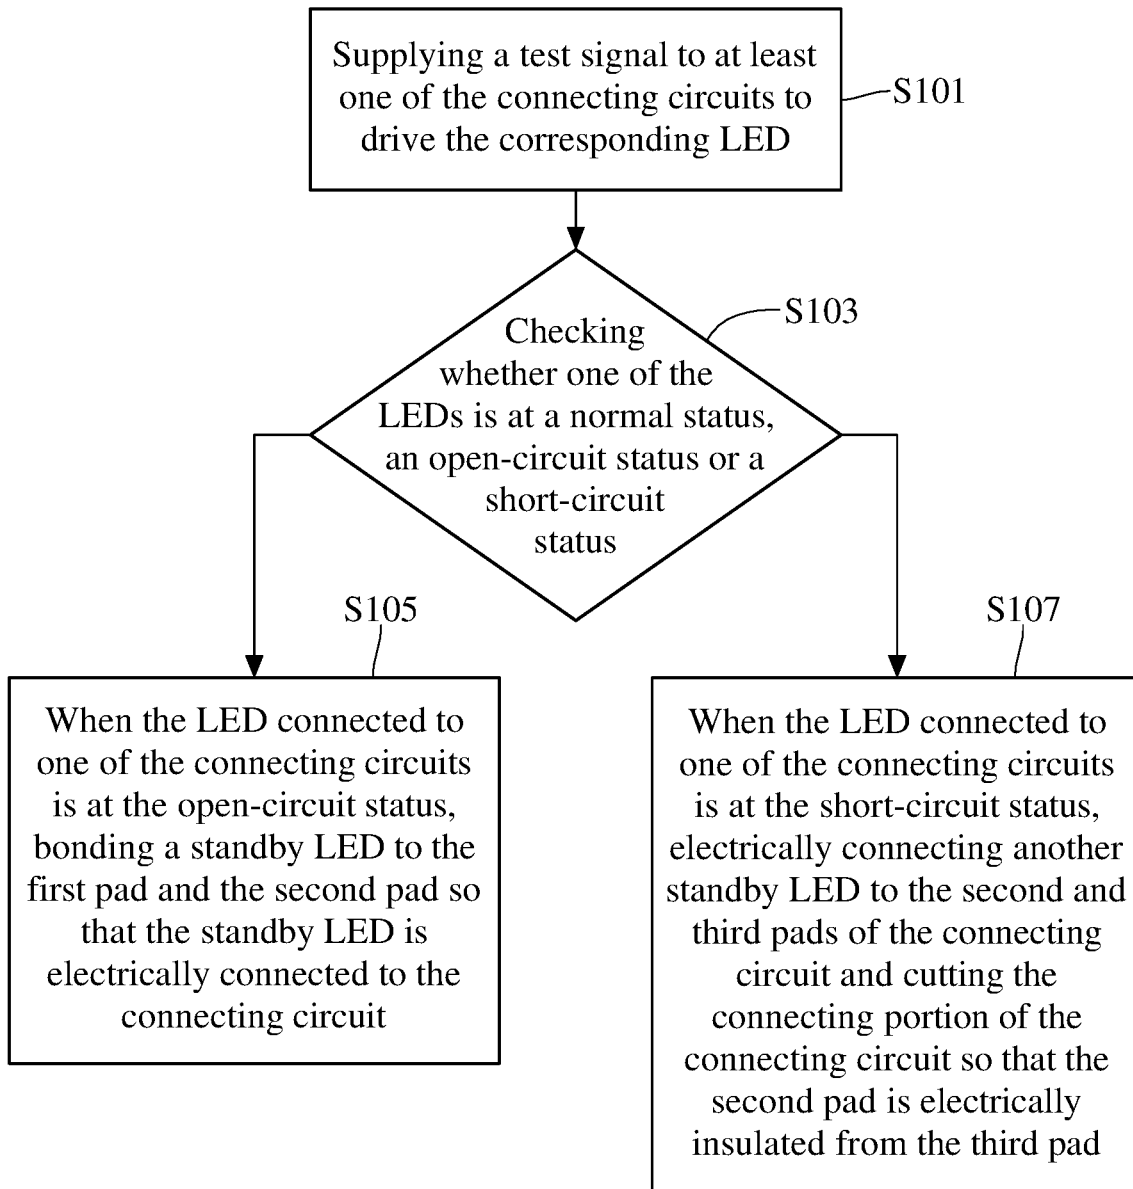 Supplying a test signal to at least
one of the connecting circuits to
drive the corresponding LED
S101
S103
Checking
whether one of the
LEDs is at a normal status,
an open-circuit status or a
short-circuit
status
S105
When the LED connected to
one of the connecting circuits
is at the open-circuit status,
bonding a standby LED to the
first pad and the second pad so
that the standby LED is
electrically connected to the
connecting circuit
S107
When the LED connected to
one of the connecting circuits
is at the short-circuit status,
electrically connecting another
standby LED to the second and
third pads of the connecting
circuit and cutting the
connecting portion of the
connecting circuit so that the
second pad is electrically
insulated from the third pad